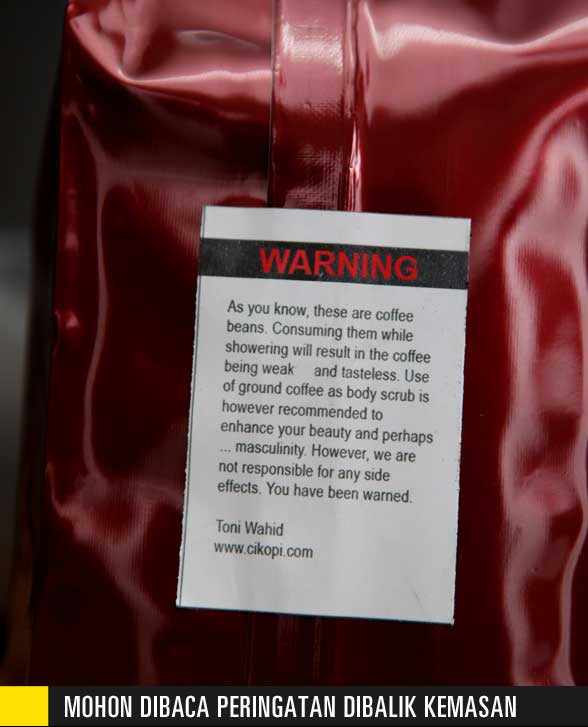 WARNING
As you know, these are coffee
beans. Consuming them while
showering will result in the coffee
being weak and tasteless. Use
of ground coffee as body scrub is
however recommended to
enhance your beauty and perhaps
... masculinity. However, we are
not responsible for any side
effects. You have been warned.
Toni Wahid
www.cikopi.com
MOHON DIBACA PERINGATAN DIBALIK KEMASAN